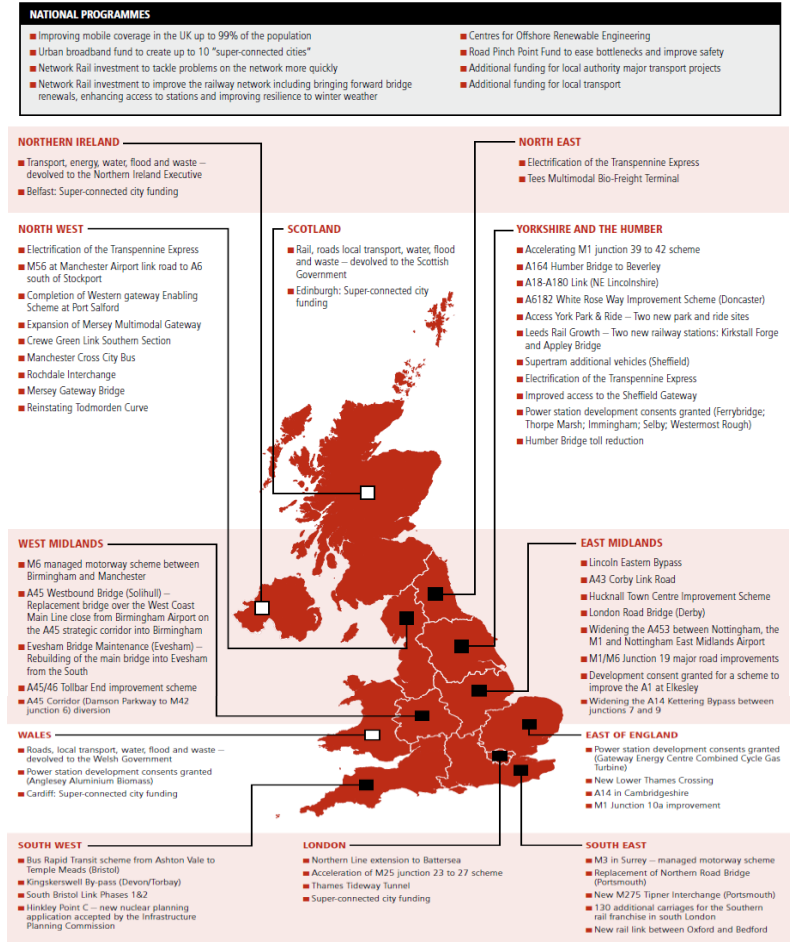 NATIONAL PROGRAMMES
■ Improving mobile coverage in the UK up to 99% of the population
■ Urban broadband fund to create up to 10 “super-connected cities”
■ Network Rail investment to tackle problems on the network more quickly
■ Network Rail investment to improve the railway network including bringing forward bridge
renewals, enhancing access to stations and improving resilience to winter weather
■ Centres for Offshore Renewable Engineering
■ Road Pinch Point Fund to ease bottlenecks and improve safety
■ Additional funding for local authority major transport projects
■ Additional funding for local transport
NORTHERN IRELAND
■ Transport, energy, water, flood and waste –
devolved to the Northern Ireland Executive
■ Belfast: Super-connected city funding
NORTH EAST
■ Electrification of the Transpennine Express
■ Tees Multimodal Bio-Freight Terminal
NORTH WEST
■ Electrification of the Transpennine Express
■ M56 at Manchester Airport link road to A6
south of Stockport
■ Completion of Western gateway Enabling
Scheme at Port Salford
■ Expansion of Mersey Multimodal Gateway
■ Crewe Green Link Southern Section
■ Manchester Cross City Bus
■ Rochdale Interchange
■ Mersey Gateway Bridge
■ Reinstating Todmorden Curve
SCOTLAND
■ Rail, roads local transport, water, flood
and waste – devolved to the Scottish
Government
■ Edinburgh: Super-connected city
funding
YORKSHIRE AND THE HUMBER
■ Accelerating M1 junction 39 to 42 scheme
■ A164 Humber Bridge to Beverley
■ A18-A180 Link (NE Lincolnshire)
■ A6182 White Rose Way Improvement Scheme (Doncaster)
■ Access York Park & Ride – Two new park and ride sites
■ Leeds Rail Growth – Two new railway stations: Kirkstall Forge
and Appley Bridge
■ Supertram additional vehicles (Sheffield)
■ Electrification of the Transpennine Express
■ Improved access to the Sheffield Gateway
■ Power station development consents granted (Ferrybridge;
Thorpe Marsh; Immingham; Selby; Westermost Rough)
■ Humber Bridge toll reduction
WEST MIDLANDS
■ M6 managed motorway scheme between
Birmingham and Manchester
■ A45 Westbound Bridge (Solihull) –
Replacement bridge over the West Coast
Main Line close from Birmingham Airport on
the A45 strategic corridor into Birmingham
■ Evesham Bridge Maintenance (Evesham) –
Rebuilding of the main bridge into Evesham
from the South
■ A45/46 Tollbar End improvement scheme
■ A45 Corridor (Damson Parkway to M42
junction 6) diversion
EAST MIDLANDS
■ Lincoln Eastern Bypass
■ A43 Corby Link Road
■ Hucknall Town Centre Improvement Scheme
■ London Road Bridge (Derby)
■ Widening the A453 between Nottingham, the
M1 and Nottingham East Midlands Airport
■ M1/M6 Junction 19 major road improvements
■ Development consent granted for a scheme to
improve the A1 at Elkesley
■ Widening the A14 Kettering Bypass between
junctions 7 and 9
WALES
■ Roads, local transport, water, flood and waste –
devolved to the Welsh Government
■ Power station development consents granted
(Anglesey Aluminium Biomass)
■ Cardiff: Super-connected city funding
EAST OF ENGLAND
■ Power station development consents granted
(Gateway Energy Centre Combined Cycle Gas
Turbine)
■ New Lower Thames Crossing
■ A14 in Cambridgeshire
■ M1 Junction 10a improvement
SOUTH WEST
■ Bus Rapid Transit scheme from Ashton Vale to
Temple Meads (Bristol)
■ Kingskerswell By-pass (Devon/Torbay)
■ South Bristol Link Phases 1&2
■ Hinkley Point C – new nuclear planning
application accepted by the Infrastructure
Planning Commission
LONDON
■ Northern Line extension to Battersea
■ Acceleration of M25 junction 23 to 27 scheme
■ Thames Tideway Tunnel
■ Super-connected city funding
SOUTH EAST
■ M3 in Surrey – managed motorway scheme
■ Replacement of Northern Road Bridge
(Portsmouth)
■ New M275 Tipner Interchange (Portsmouth)
■ 130 additional carriages for the Southern
rail franchise in south London
■ New rail link between Oxford and Bedford